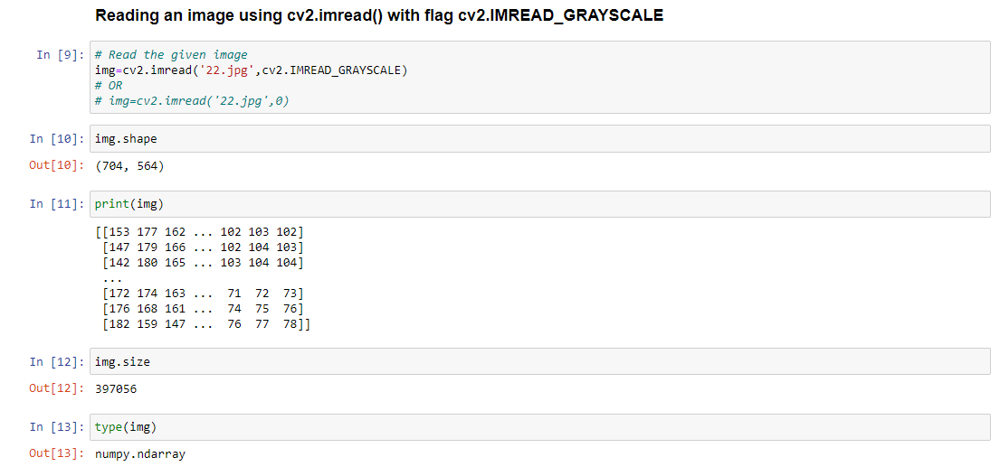 Reading an image using cv2.imread() with flag cv2.IMREAD_GRAYSCALE
In [9]: # Read the given image
img=cv2.imread('22.jpg',cv2.IMREAD_GRAYSCALE)
# OR
# img=cv2.imread('22.jpg',0)
In [10]: img.shape
Out[10]: (704, 564)
In [11]: print(img)
[[153 177 162 ... 102 103 102]
 [147 179 166 ... 102 104 103]
 [142 180 165 ... 103 104 104]
 ...
 [172 174 163 ...  71  72  73]
 [176 168 161 ...  74  75  76]
 [182 159 147 ...  76  77  78]]
In [12]: img.size
Out[12]: 397056
In [13]: type(img)
Out[13]: numpy.ndarray